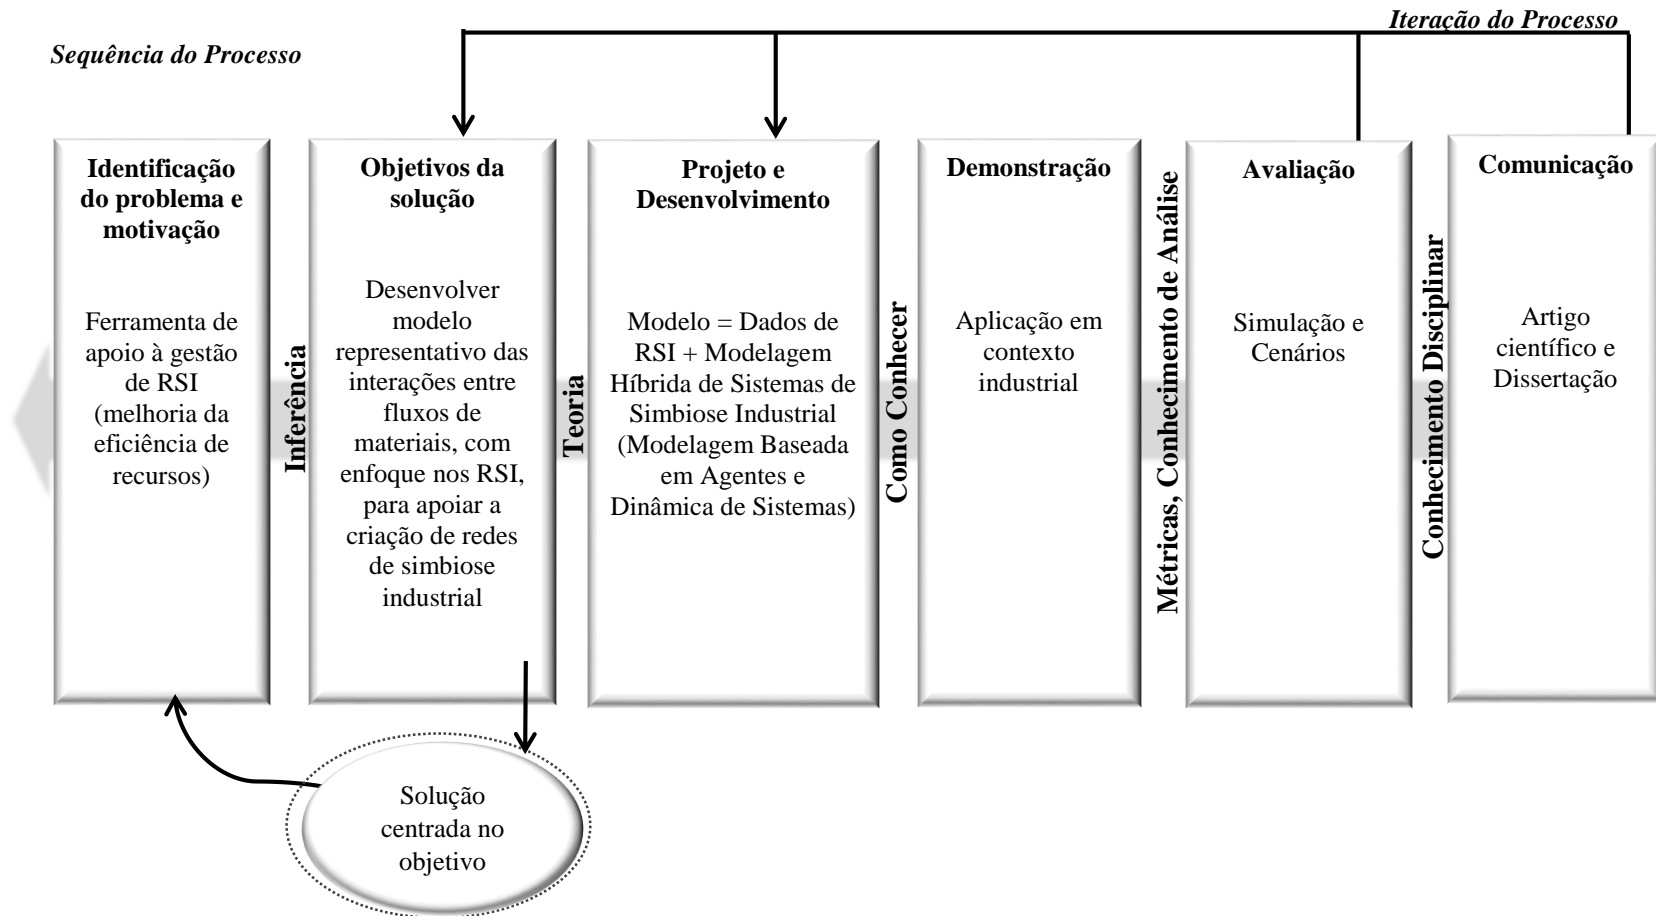 Iteração do Processo
Sequência do Processo
Identificação
do problema e
motivação
Ferramenta de
apoio à gestão
de RSI
(melhoria da
eficiência de
recursos)
Inferência
Objetivos da
solução
Desenvolver
modelo
representativo das
interações entre
fluxos de
materiais, com
enfoque nos RSI,
para apoiar a
criação de redes
de simbiose
industrial
Teoria
Projeto e
Desenvolvimento
Modelo = Dados de
RSI + Modelagem
Híbrida de Sistemas de
Simbiose Industrial
(Modelagem Baseada
em Agentes e
Dinâmica de Sistemas)
Como Conhecer
Demonstração
Aplicação em
contexto
industrial
Métricas, Conhecimento de Análise
Avaliação
Simulação e
Cenários
Conhecimento Disciplinar
Comunicação
Artigo
científico e
Dissertação
Solução
centrada no
objetivo